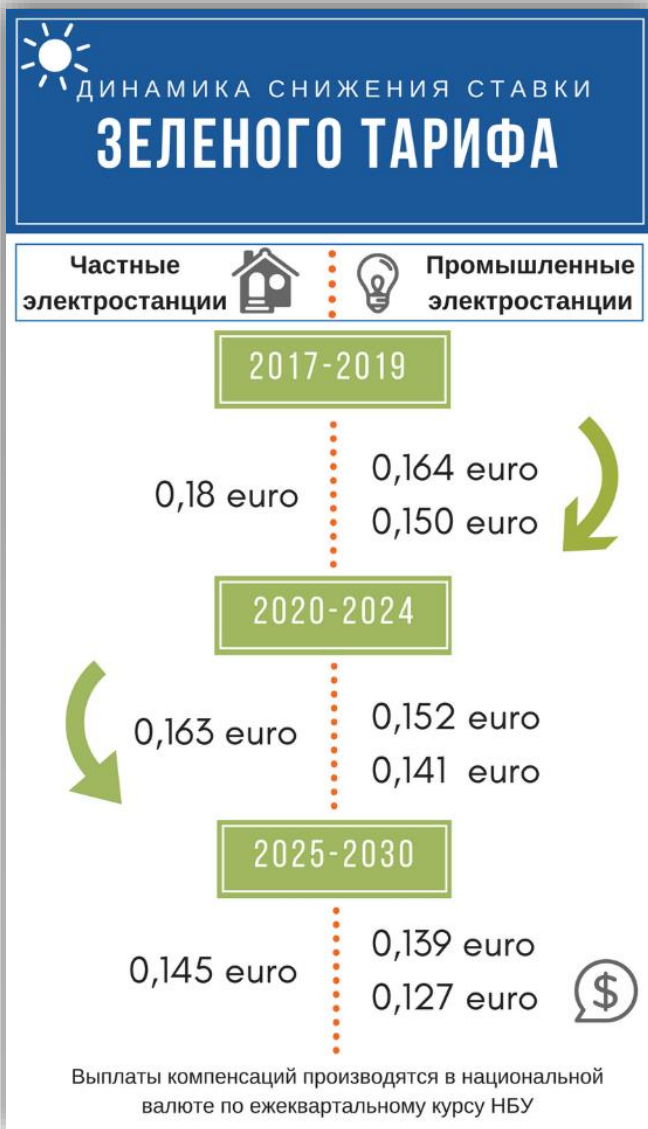 ДИНАМИКА СНИЖЕНИЯ СТАВКИ
ЗЕЛЕНОГО ТАРИФА
Частные
электростанции
Промышленные
электростанции
2017-2019
0,18 euro
0,164 euro
0,150 euro
2020-2024
0,163 euro
0,152 euro
0,141 euro
2025-2030
0,145 euro
0,139 euro
0,127 euro
$
Выплаты компенсаций производятся в национальной
валюте по ежеквартальному курсу НБУ